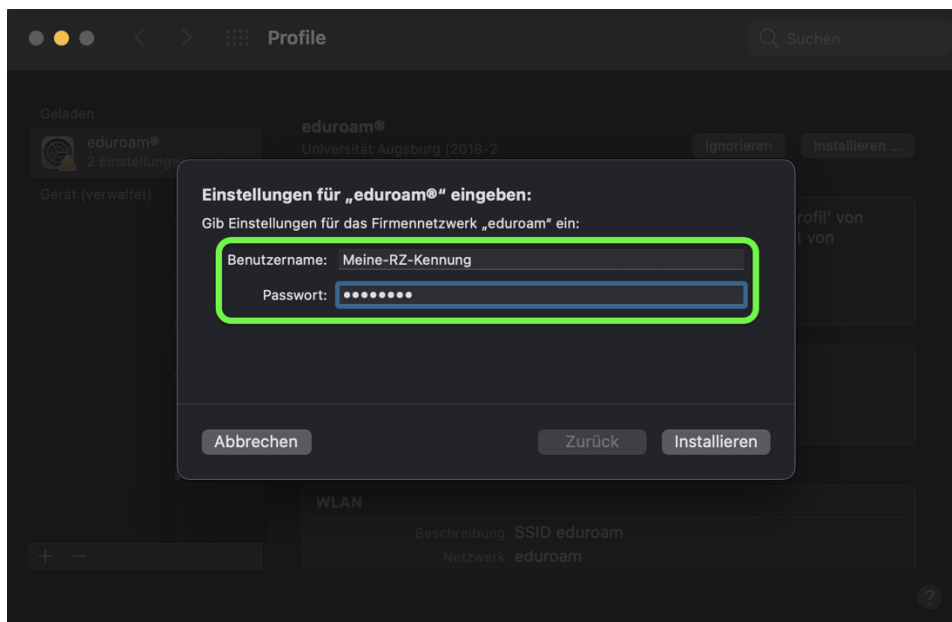 Profile
Suchen
Geladen
eduroam®
2 Einstellungen
Gerät (verwaltet)
eduroam®
Universität Augsburg (2018-2
Ignorieren
Installieren ...
rofil' von
t von
Einstellungen für „eduroam®“ eingeben:
Gib Einstellungen für das Firmennetzwerk „eduroam“ ein:
Benutzername: Meine-RZ-Kennung
Passwort: ••••••••
Abbrechen
Zurück
Installieren
WLAN
Beschreibung SSID eduroam
Netzwerk eduroam
+ −
?